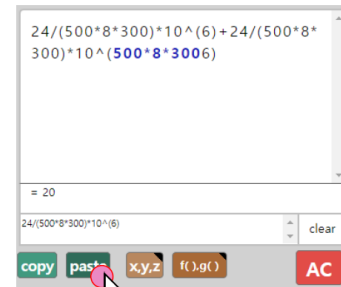 24/(500*8*300)*10^(6)+24/(500*8*
300)*10^(500*8*3006)
= 20
24/(500*8*300)*10^(6)
clear
copy
paste
x,y,z
f(),g()
AC